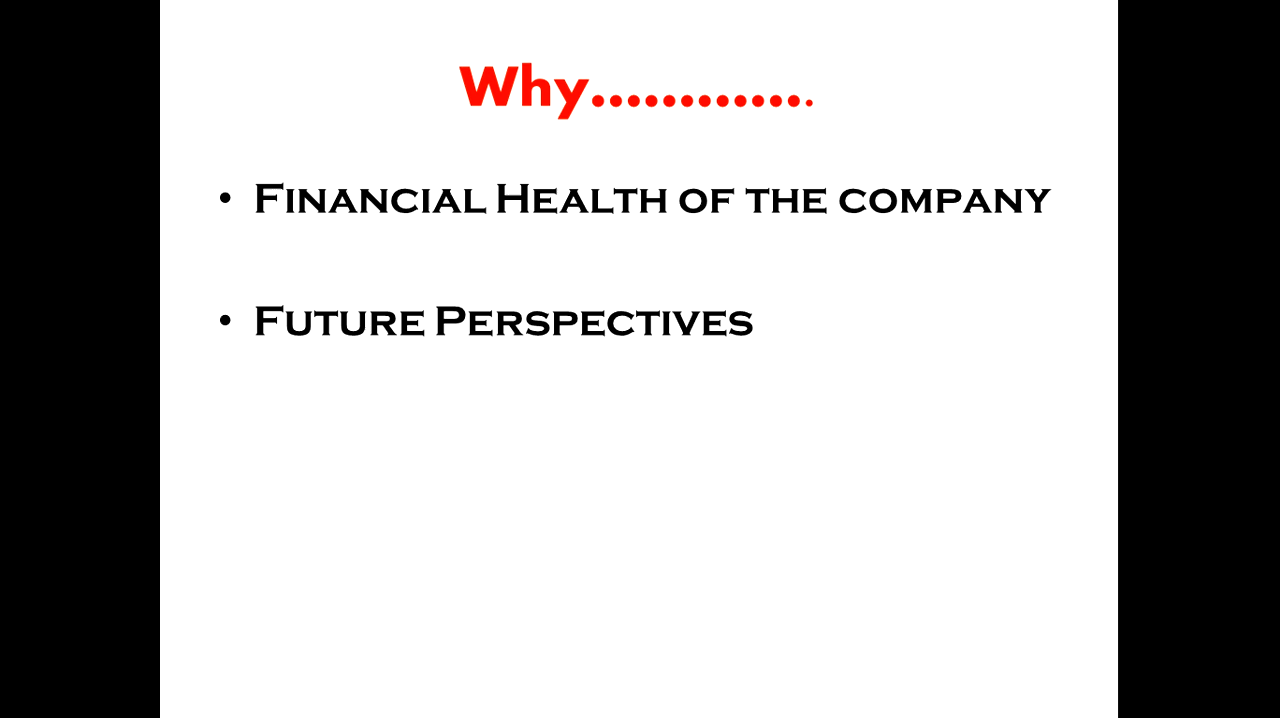 Why.............
• Financial Health of the company
• Future Perspectives